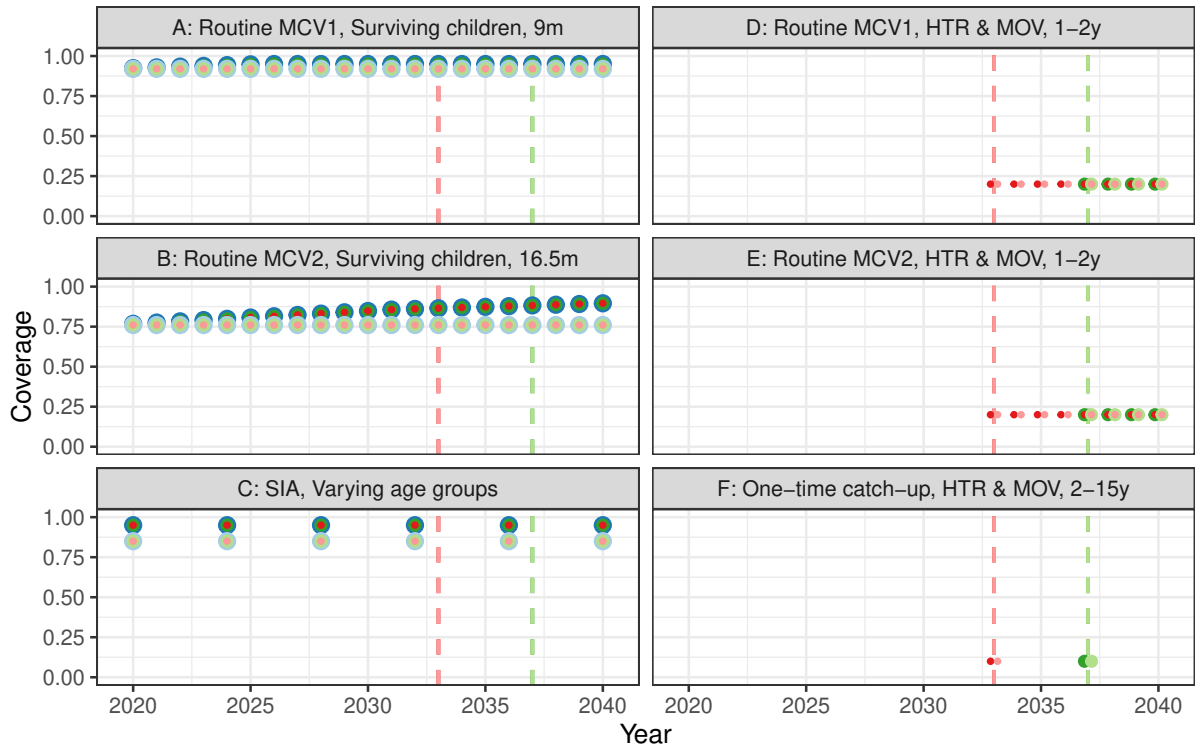 A: Routine MCV1, Surviving children, 9m
D: Routine MCV1, HTR & MOV, 1−2y
1.00
0.75
0.50
0.25
0.00
B: Routine MCV2, Surviving children, 16.5m
E: Routine MCV2, HTR & MOV, 1−2y
1.00
0.75
0.50
0.25
0.00
Coverage
C: SIA, Varying age groups
F: One−time catch−up, HTR & MOV, 2−15y
1.00
0.75
0.50
0.25
0.00
2020 2025 2030 2035 2040 2020 2025 2030 2035 2040
Year